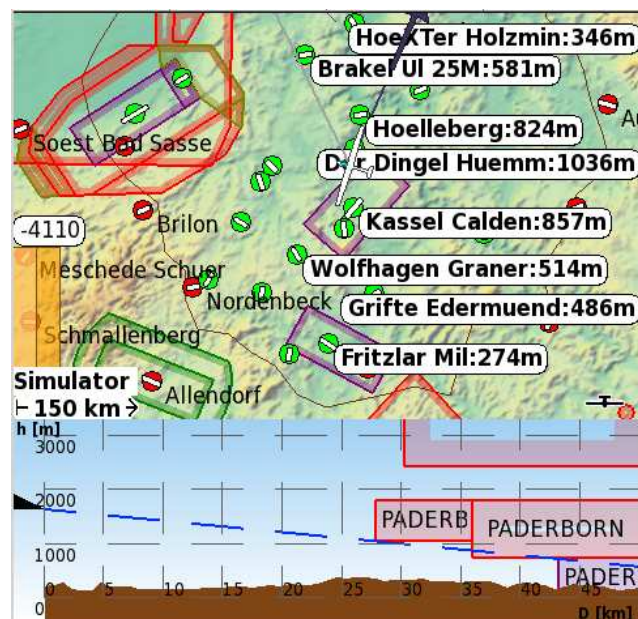 HoeXTer Holzmin:346m
Brakel Ul 25M:581m
Hoelleberg:824m
Soest Bad Sasse
Huemm:1036m
Brilon
Kassel Calden:857m
-4110
Meschede Schuer
Wolfhagen Graner:514m
Nordenbeck
Grifte Edermuend:486m
Schmallenberg
Fritzlar Mil:274m
Simulator
Allendorf
150 km
h [m]
3000
2000
PADERB
PADERBORN
1000
PADER
0 5 10 15 20 25 30 35 40 45
0
D [km]